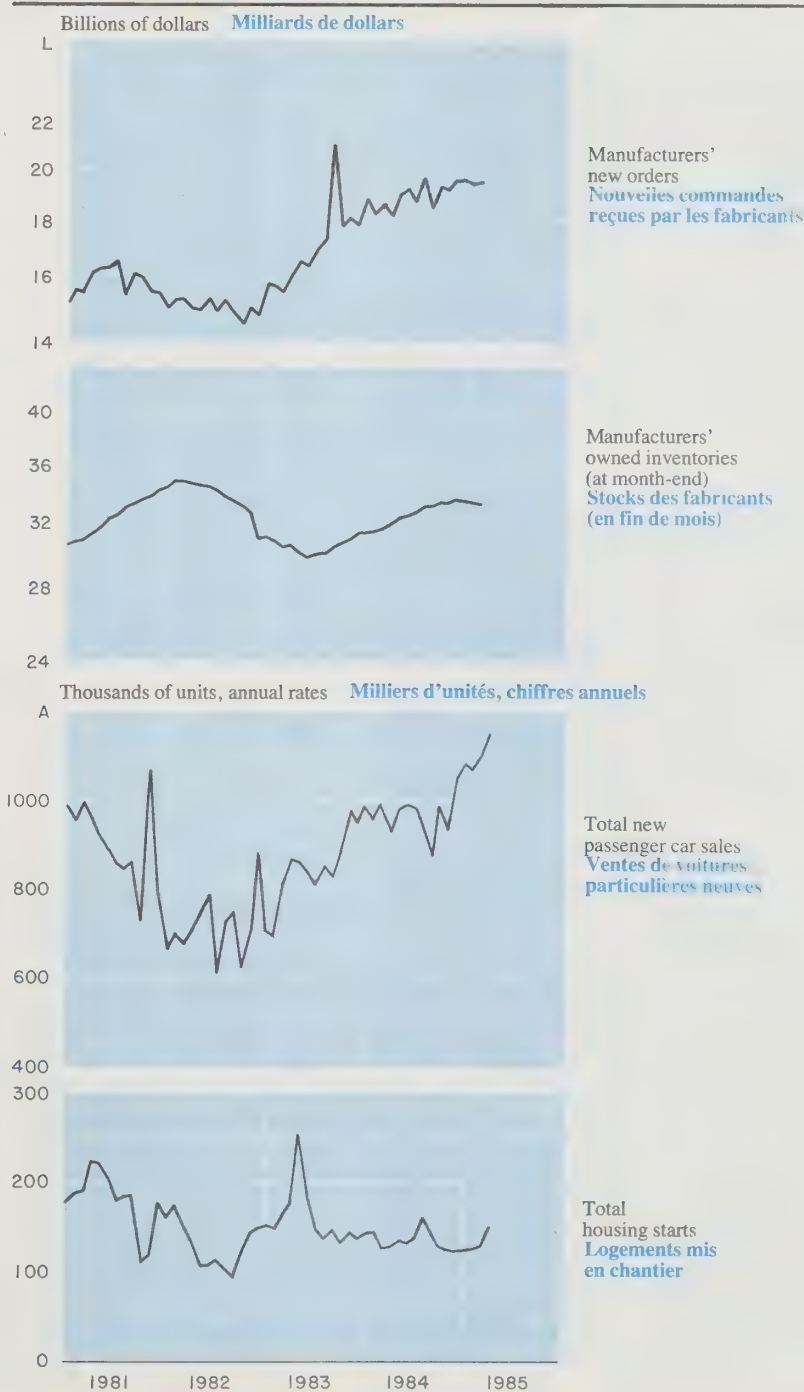 Billions of dollars Milliards de dollars
L
22
20
18
16
14
Manufacturers'
new orders
Nouvelles commandes
reçues par les fabricants
40
36
32
28
24
Manufacturers'
owned inventories
(at month-end)
Stocks des fabricants
(en fin de mois)
Thousands of units, annual rates Milliers d'unités, chiffres annuels
A
1000
800
600
400
Total new
passenger car sales
Ventes de voitures
particulières neuves
300
200
100
0
Total
housing starts
Logements mis
en chantier
1981 1982 1983 1984 1985